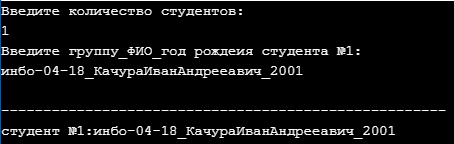 Введите количество студентов:
1
Введите группу_ФИО_год рождеия студента №1:
инбо-04-18_КачураИванАндрееавич_2001
-----------------------------------------------------
студент №1:инбо-04-18_КачураИванАндрееавич_2001